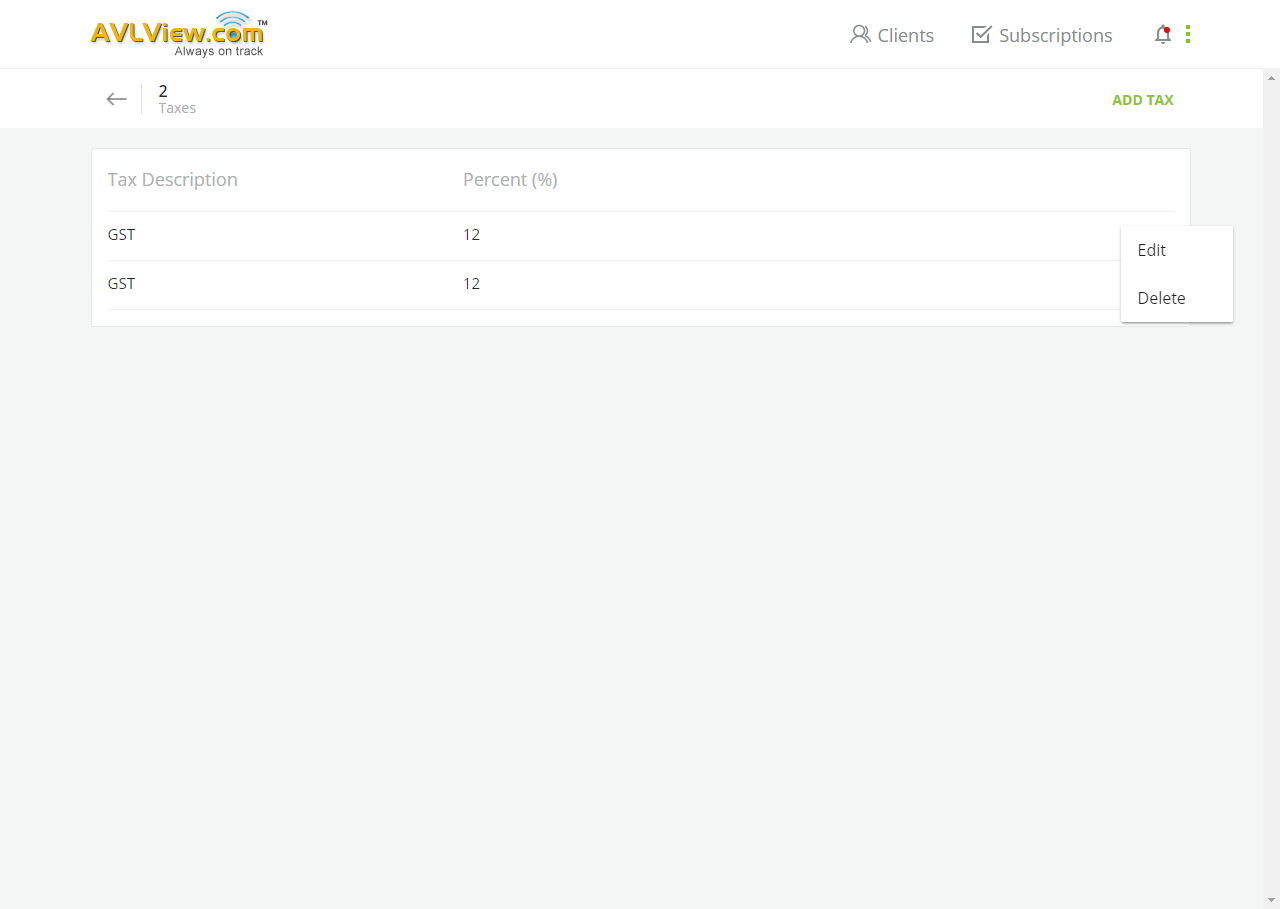 AVLView.com™
Always on track
Clients
Subscriptions
2
Taxes
ADD TAX
Tax Description
Percent (%)
GST
12
Edit
GST
12
Delete